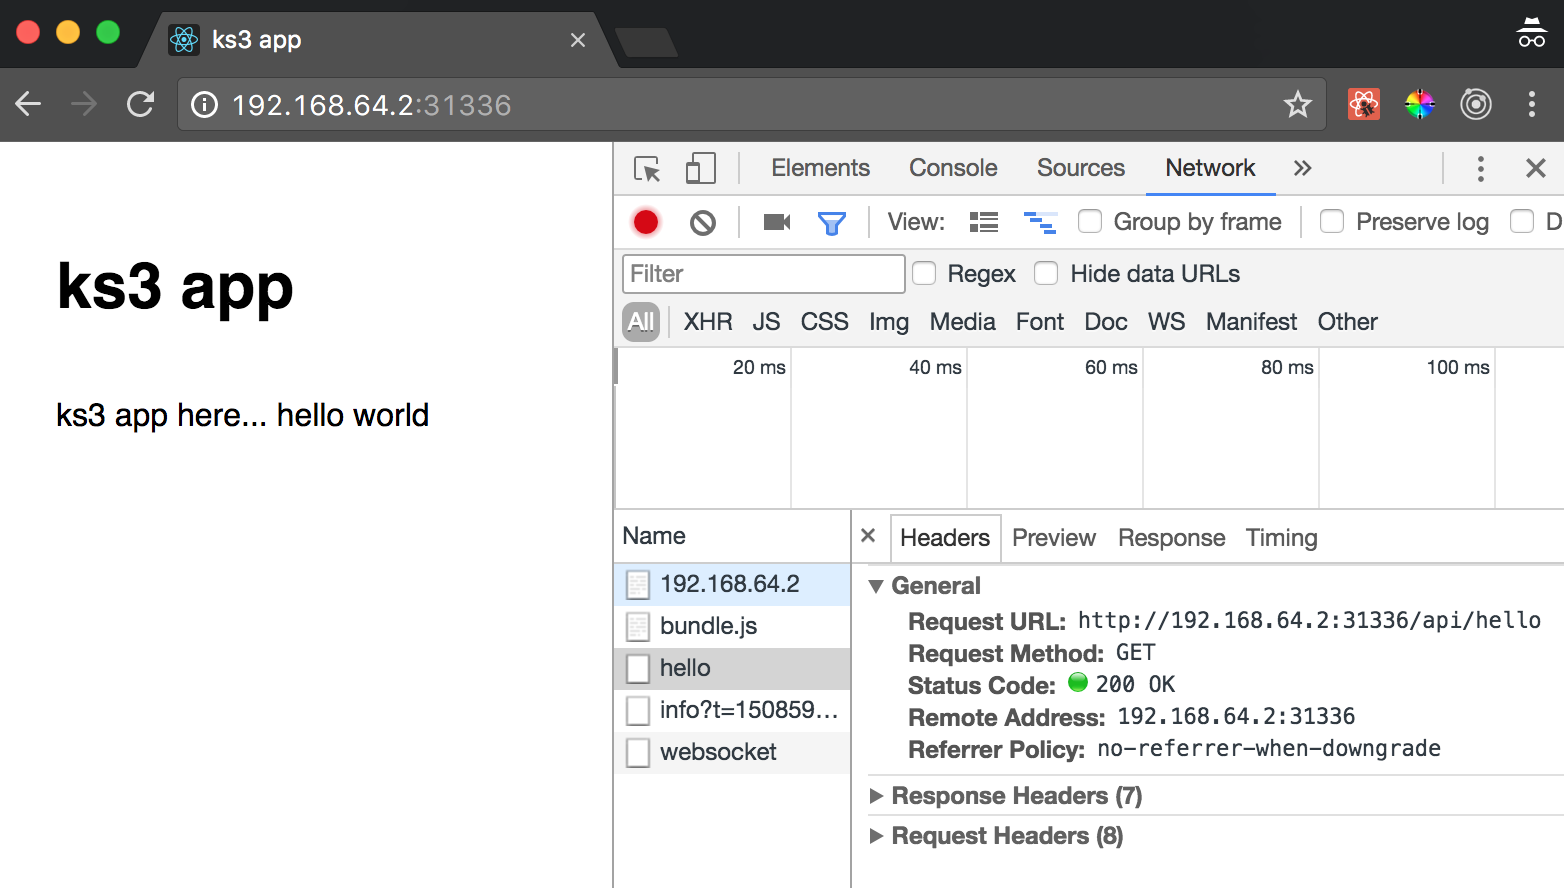 ks3 app
192.168.64.2:31336
ks3 app
ks3 app here... hello world
Elements Console Sources Network
View: Group by frame Preserve log D
Filter Regex Hide data URLs
All XHR JS CSS Img Media Font Doc WS Manifest Other
20 ms 40 ms 60 ms 80 ms 100 ms
Name
192.168.64.2
bundle.js
hello
info?t=150859...
websocket
Headers Preview Response Timing
General
Request URL: http://192.168.64.2:31336/api/hello
Request Method: GET
Status Code: 200 OK
Remote Address: 192.168.64.2:31336
Referrer Policy: no-referrer-when-downgrade
Response Headers (7)
Request Headers (8)